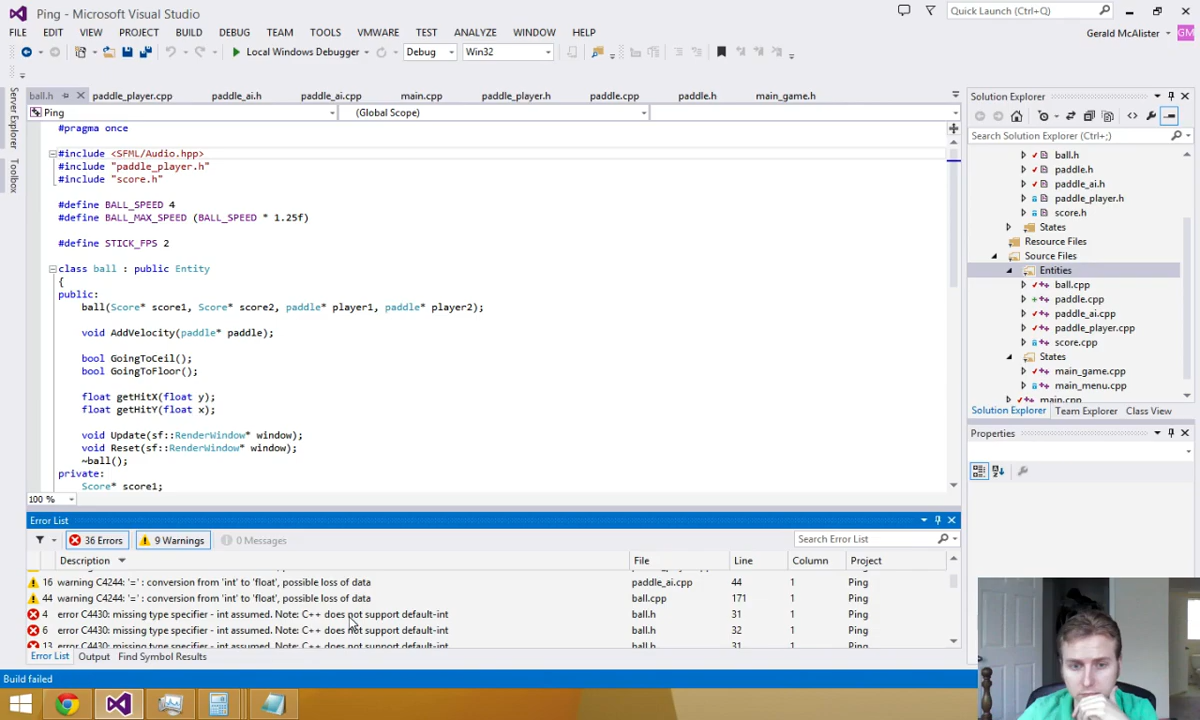 Ping - Microsoft Visual Studio
Quick Launch (Ctrl+Q)
FILE EDIT VIEW PROJECT BUILD DEBUG TEAM TOOLS VMWARE TEST ANALYZE WINDOW HELP
Gerald McAlister GM
Local Windows Debugger Debug Win32
Server Explorer
Toolbox
ball.h paddle_player.cpp paddle_ai.h paddle_ai.cpp main.cpp paddle_player.h paddle.cpp paddle.h main_game.h
Ping (Global Scope)
#pragma once
#include <SFML/Audio.hpp>
#include "paddle_player.h"
#include "score.h"
#define BALL_SPEED 4
#define BALL_MAX_SPEED (BALL_SPEED * 1.25f)
#define STICK_FPS 2
class ball : public Entity
{
public:
ball(Score* score1, Score* score2, paddle* player1, paddle* player2);
void AddVelocity(paddle* paddle);
bool GoingToCeil();
bool GoingToFloor();
float getHitX(float y);
float getHitY(float x);
void Update(sf::RenderWindow* window);
void Reset(sf::RenderWindow* window);
~ball();
private:
Score* score1;
100 %
Solution Explorer
Search Solution Explorer (Ctrl+;)
ball.h
paddle.h
paddle_ai.h
paddle_player.h
score.h
States
Resource Files
Source Files
Entities
ball.cpp
paddle.cpp
paddle_ai.cpp
paddle_player.cpp
score.cpp
States
main_game.cpp
main_menu.cpp
main.cpp
Solution Explorer Team Explorer Class View
Properties
Error List
36 Errors 9 Warnings 0 Messages
Search Error List
Description File Line Column Project
16 warning C4244: '=' : conversion from 'int' to 'float', possible loss of data paddle_ai.cpp 44 1 Ping
44 warning C4244: '=' : conversion from 'int' to 'float', possible loss of data ball.cpp 171 1 Ping
4 error C4430: missing type specifier - int assumed. Note: C++ does not support default-int ball.h 31 1 Ping
6 error C4430: missing type specifier - int assumed. Note: C++ does not support default-int ball.h 32 1 Ping
13 error C4430: missing type specifier - int assumed. Note: C++ does not support default-int ball.h 31 1 Ping
Error List Output Find Symbol Results
Build failed